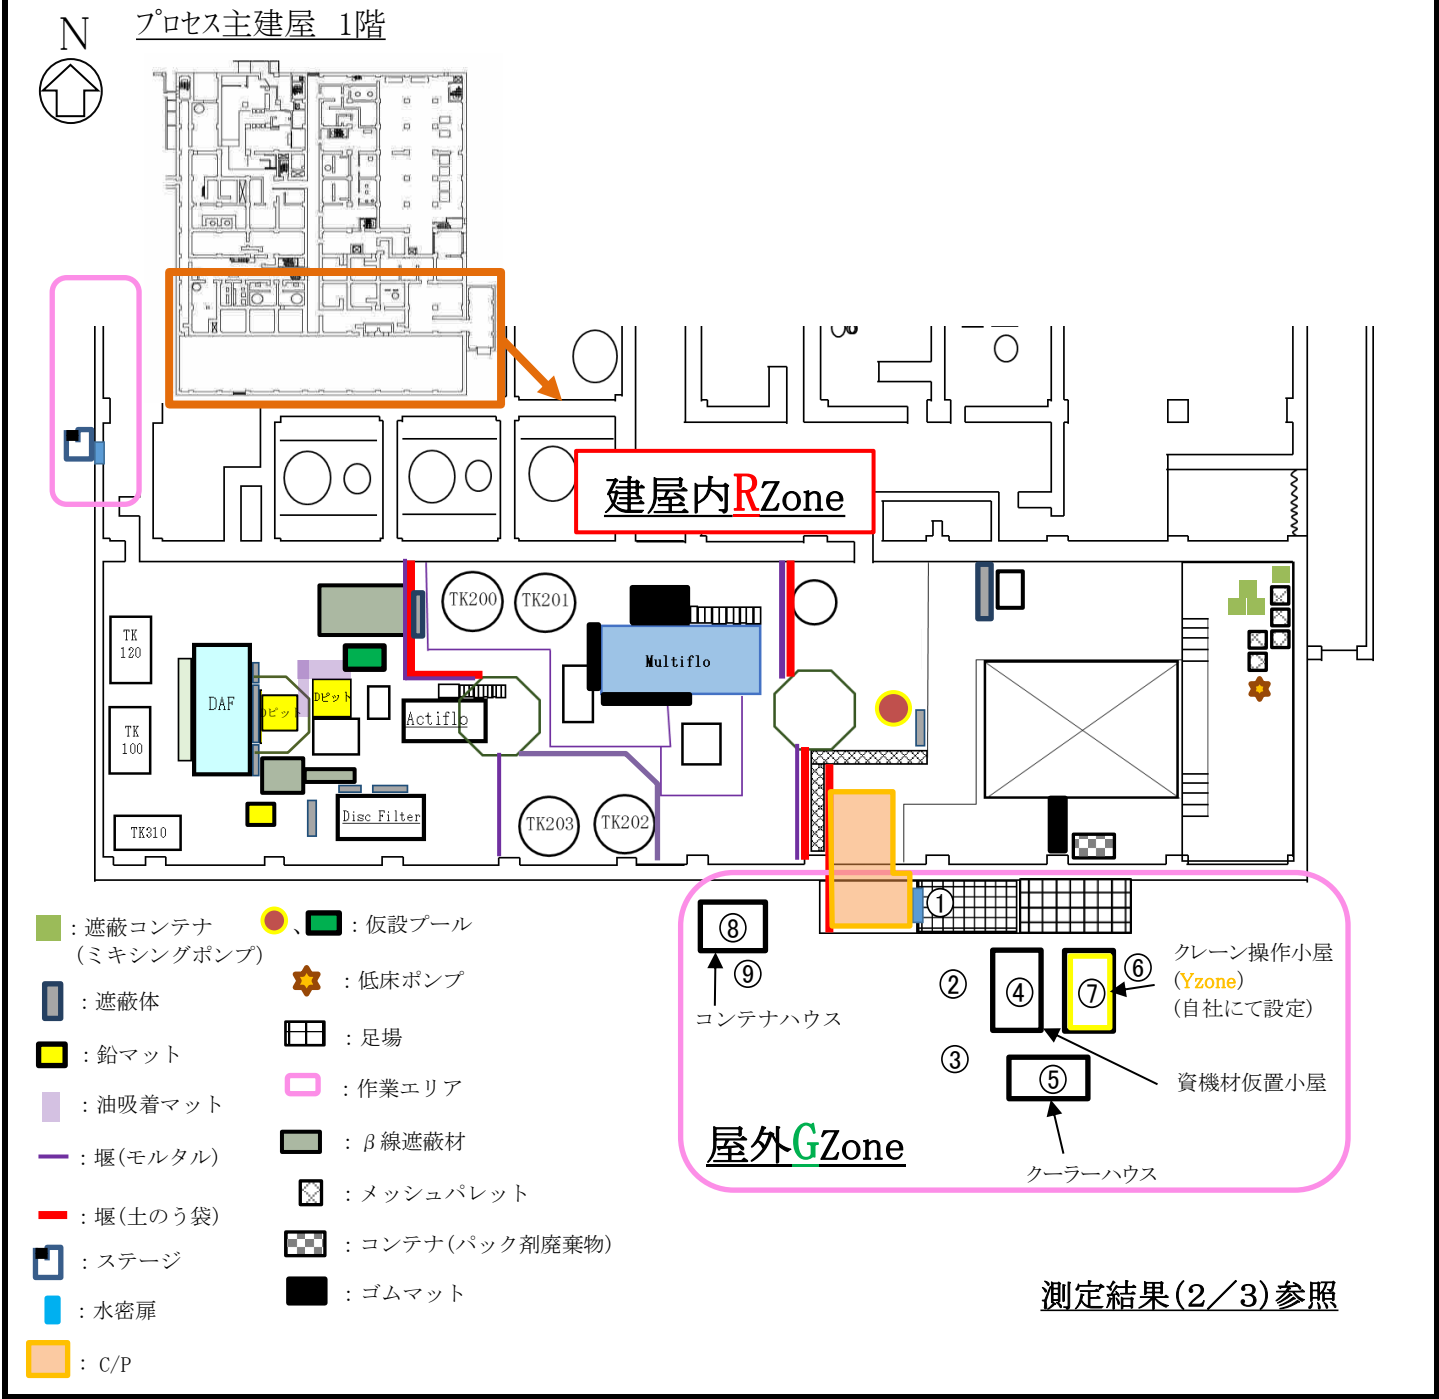 プロセス主建屋 1階
N
建屋内RZone
TK200
TK201
TK
120
Multiflo
DAF
Dピット
Dピット
Actiflo
TK
100
TK310
Disc Filter
TK203
TK202
①
⑧
⑨
②
③
④
⑦
⑥
⑤
クレーン操作小屋
(Yzone)
(自社にて設定)
コンテナハウス
資機材仮置小屋
屋外GZone
クーラーハウス
:遮蔽コンテナ
(ミキシングポンプ)
:遮蔽体
:鉛マット
:油吸着マット
:堰(モルタル)
:堰(土のう袋)
:ステージ
:水密扉
: C/P
、
:仮設プール
:低床ポンプ
:足場
:作業エリア
:β線遮蔽材
:メッシュパレット
:コンテナ(パック剤廃棄物)
:ゴムマット
測定結果(2/3)参照